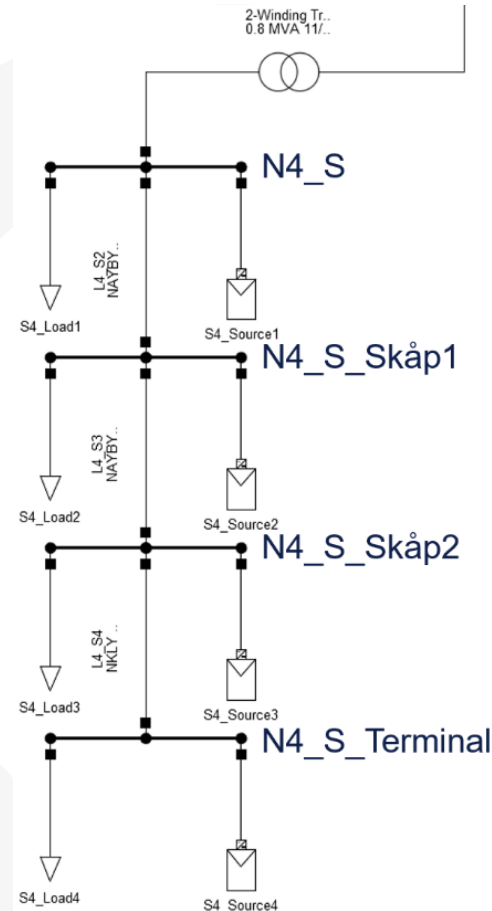 2-Winding Tr..
0.8 MVA 11/..
N4_S
L4_S2
NAYBY..
S4_Load1
S4_Source1
N4_S_Skåp1
L4_S3
NAYBY..
S4_Load2
S4_Source2
N4_S_Skåp2
L4_S4
NKLY ..
S4_Load3
S4_Source3
N4_S_Terminal
S4_Load4
S4_Source4